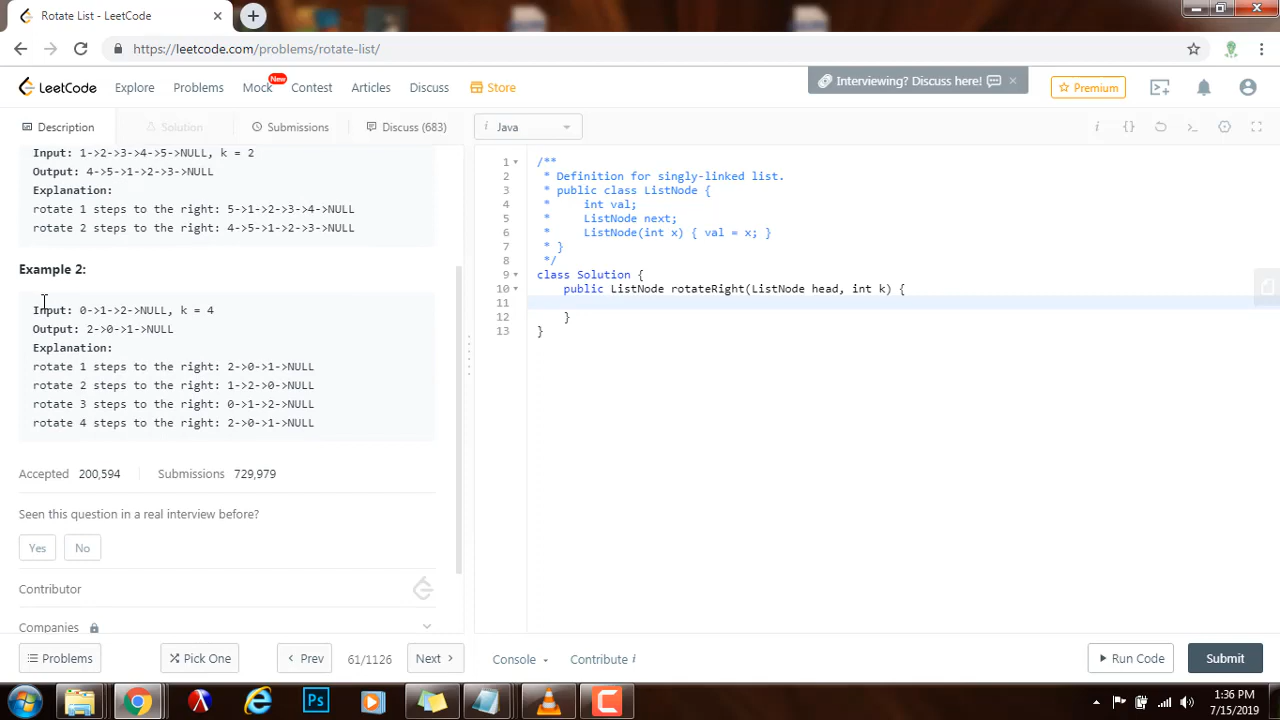 Rotate List - LeetCode
https://leetcode.com/problems/rotate-list/
LeetCode
Explore
Problems
Mock
New
Contest
Articles
Discuss
Store
Interviewing? Discuss here!
Premium
Description
Solution
Submissions
Discuss (683)
Java
Input: 1->2->3->4->5->NULL, k = 2
Output: 4->5->1->2->3->NULL
Explanation:
rotate 1 steps to the right: 5->1->2->3->4->NULL
rotate 2 steps to the right: 4->5->1->2->3->NULL
Example 2:
Input: 0->1->2->NULL, k = 4
Output: 2->0->1->NULL
Explanation:
rotate 1 steps to the right: 2->0->1->NULL
rotate 2 steps to the right: 1->2->0->NULL
rotate 3 steps to the right: 0->1->2->NULL
rotate 4 steps to the right: 2->0->1->NULL
Accepted 200,594 Submissions 729,979
Seen this question in a real interview before?
Yes No
Contributor
Companies
1 /**
2 * Definition for singly-linked list.
3 * public class ListNode {
4 * int val;
5 * ListNode next;
6 * ListNode(int x) { val = x; }
7 * }
8 */
9 class Solution {
10 public ListNode rotateRight(ListNode head, int k) {
11
12 }
13 }
Problems
Pick One
Prev
61/1126
Next
Console
Contribute i
Run Code
Submit
Ps
1:36 PM
7/15/2019